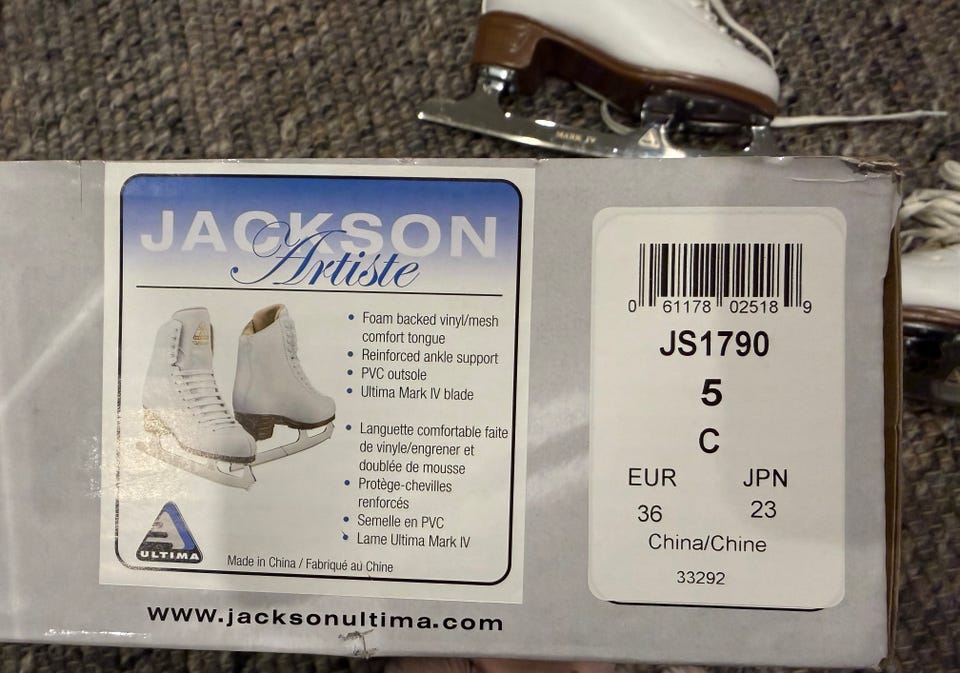 MARK IV
JACKSON
Artiste
Foam backed vinyl/mesh
comfort tongue
Reinforced ankle support
PVC outsole
Ultima Mark IV blade
Languette comfortable faite
de vinyle/engrener et
doublée de mousse
Protège-chevilles
renforcés
Semelle en PVC
Lame Ultima Mark IV
ULTIMA
Made in China / Fabriqué au Chine
www.jacksonultima.com
0 61178 02518 9
JS1790
5
C
EUR JPN
36 23
China/Chine
33292